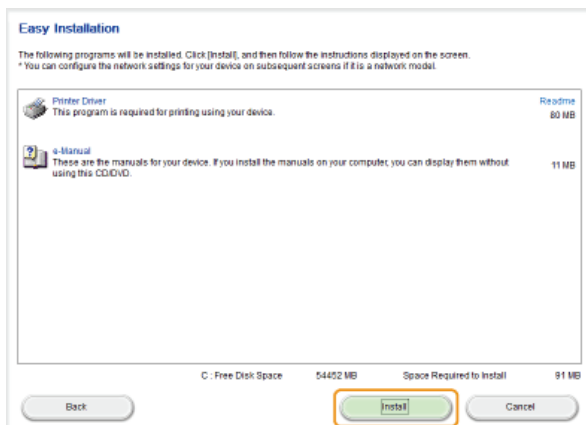 Easy Installation
The following programs will be installed. Click [Install], and then follow the instructions displayed on the screen.
* You can configure the network settings for your device on subsequent screens if it is a network model.
Printer Driver
Readme
This program is required for printing using your device.
80 MB
e-Manual
These are the manuals for your device. If you install the manuals on your computer, you can display them without
11 MB
using this CD/DVD.
C : Free Disk Space 54452 MB Space Required to Install 91 MB
Back Install Cancel